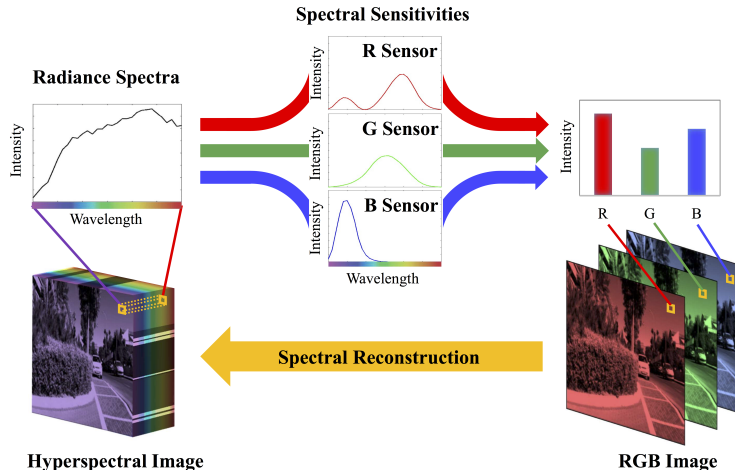 Spectral Sensitivities
Radiance Spectra
Intensity
Wavelength
Intensity
R Sensor
Intensity
G Sensor
Intensity
B Sensor
Wavelength
Intensity
R G B
Spectral Reconstruction
Hyperspectral Image
RGB Image